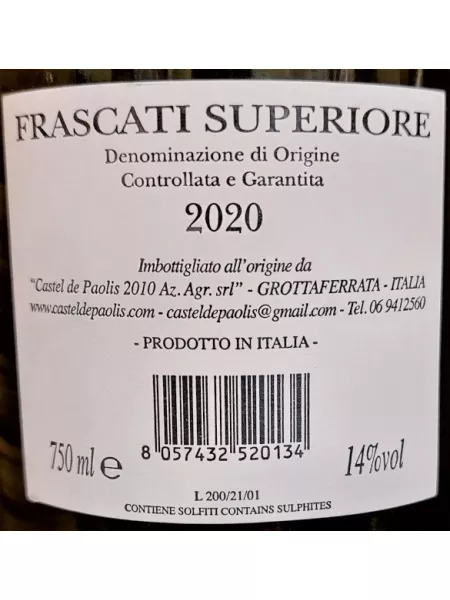 FRASCATI SUPERIORE
Denominazione di Origine
Controllata e Garantita
2020
Imbottigliato all'origine da
"Castel de Paolis 2010 Az. Agr. srl" - GROTTAFERRATA - ITALIA
www.casteldepaolis.com - casteldepaolis@gmail.com - Tel. 06 9412560
- PRODOTTO IN ITALIA -
750 ml ℮
8 057432 520134
14%vol
L 200/21/01
CONTIENE SOLFITI CONTAINS SULPHITES